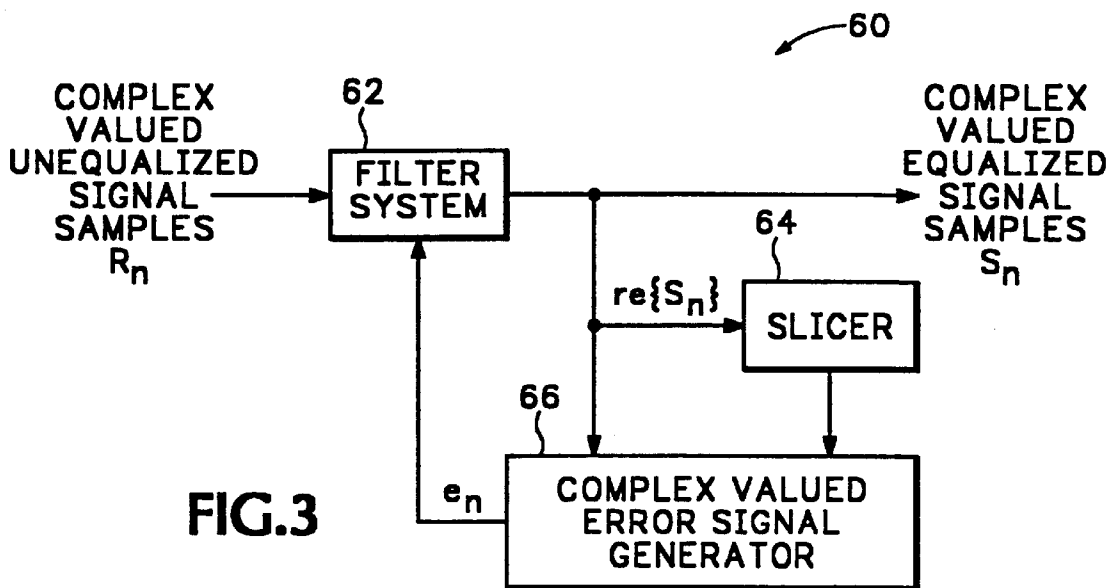 60
COMPLEX
VALUED
UNEQUALIZED
SIGNAL
SAMPLES
Rn
62
FILTER
SYSTEM
COMPLEX
VALUED
EQUALIZED
SIGNAL
SAMPLES
Sn
64
re{Sn}
SLICER
66
en
COMPLEX VALUED
ERROR SIGNAL
GENERATOR
FIG.3